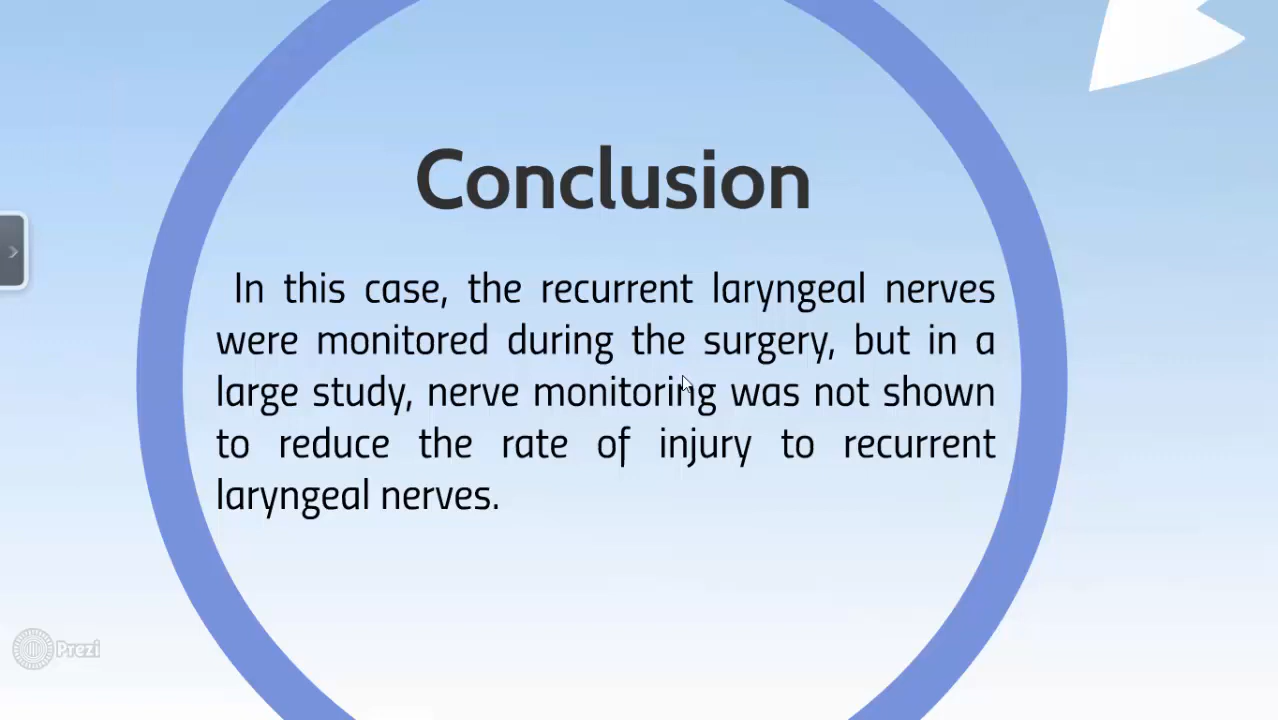 Conclusion
In this case, the recurrent laryngeal nerves
were monitored during the surgery, but in a
large study, nerve monitoring was not shown
to reduce the rate of injury to recurrent
laryngeal nerves.
Prezi